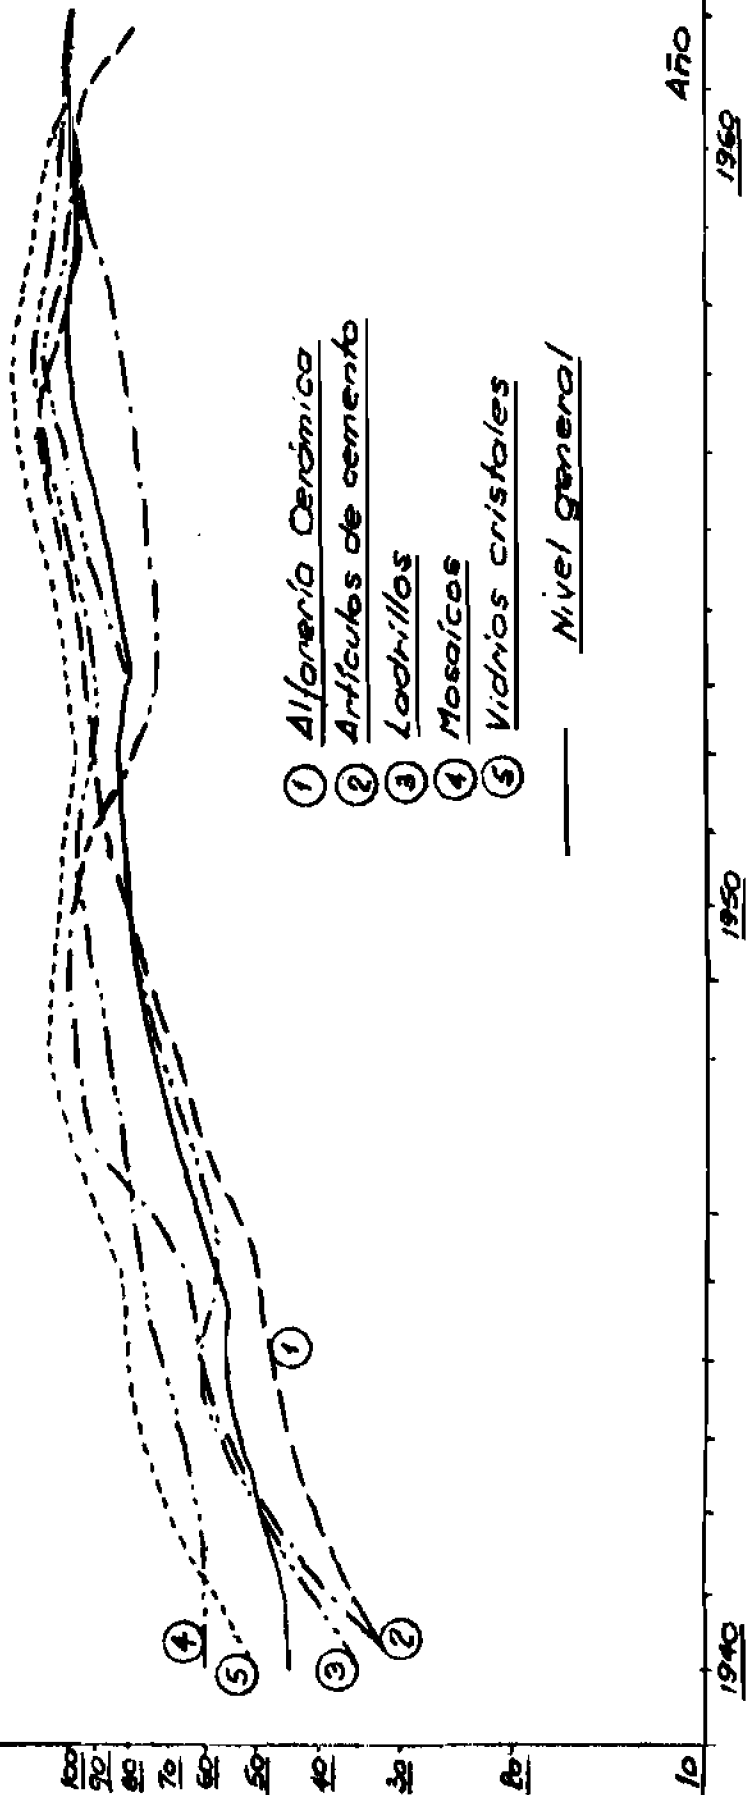 100
90
80
70
60
50
40
30
20
10
④
⑤
③
②
①
① Alfarería Cerámica
② Artículos de cemento
③ Ladrillos
④ Mosaícos
⑤ Vidrios cristales
Nivel general
1940
1950
1960
Año